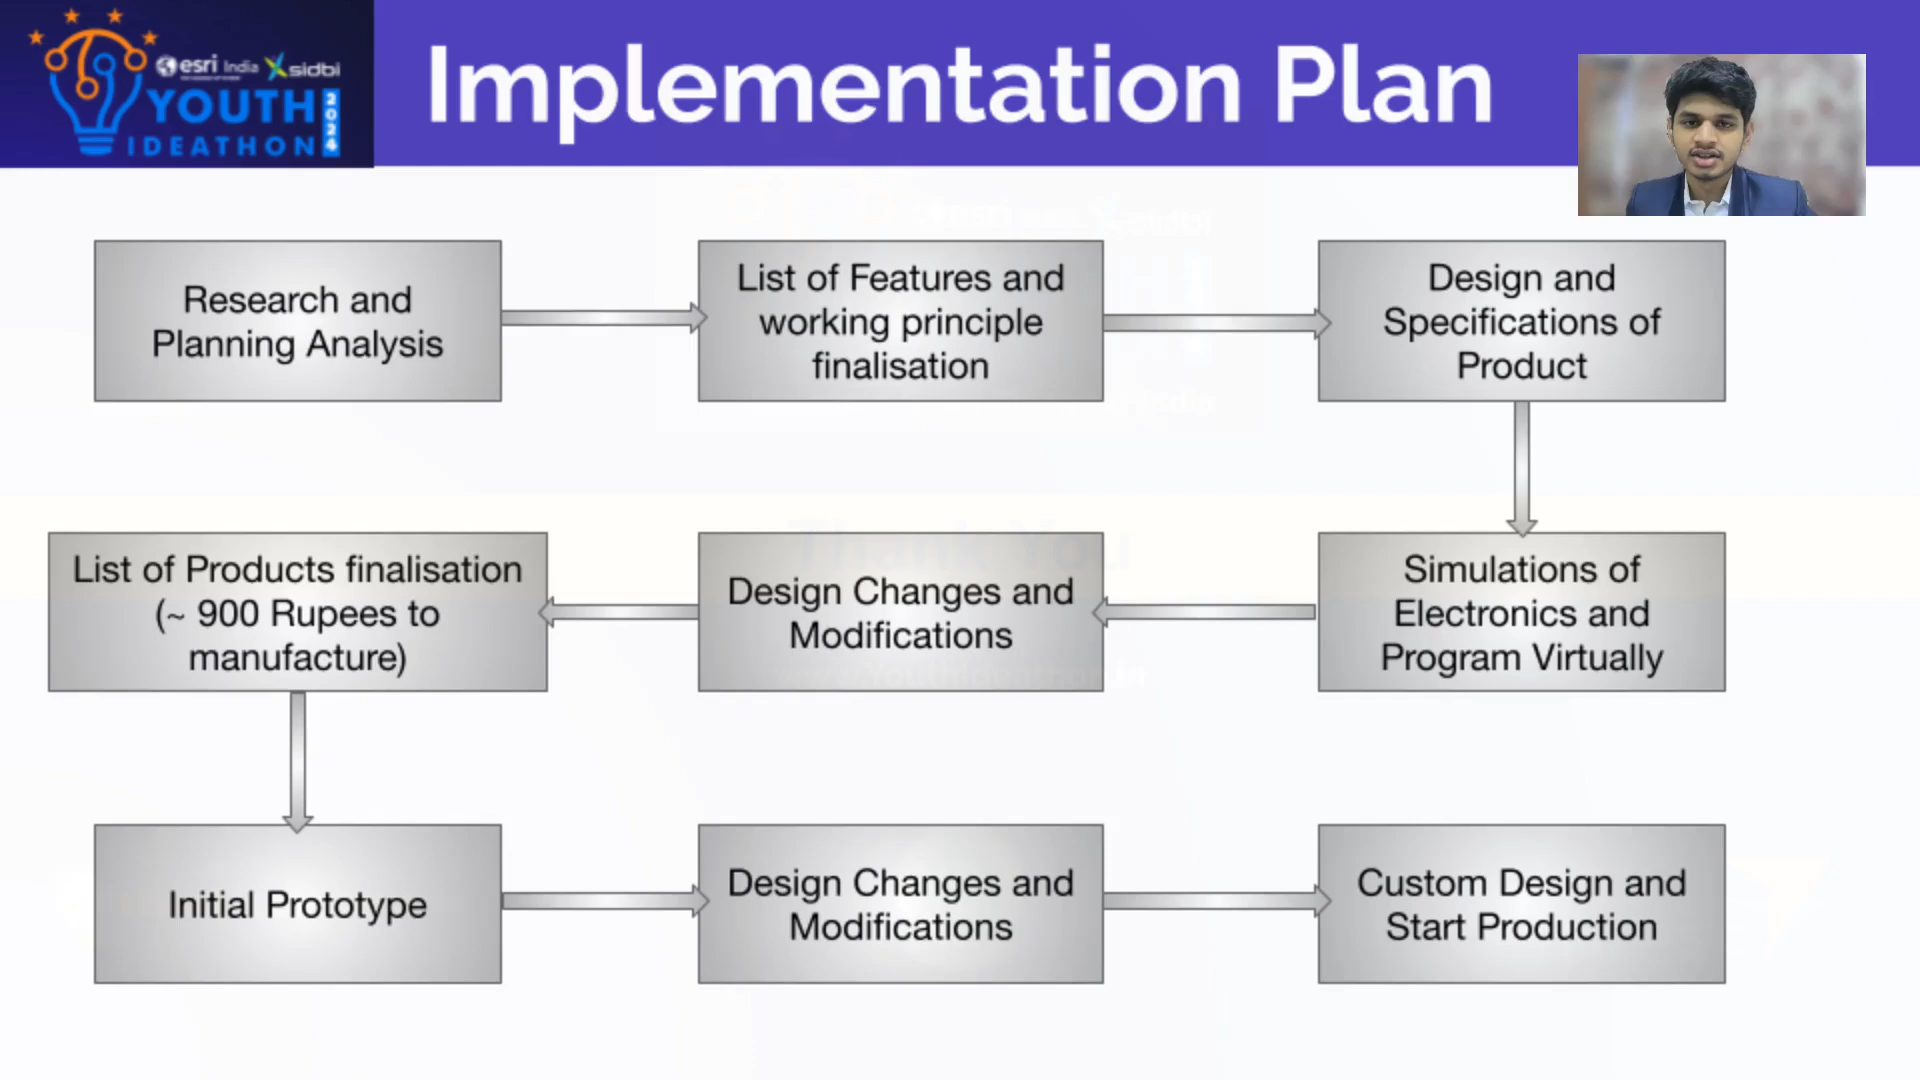 esri India sidbi
YOUTH
IDEATHON
2024
Implementation Plan
Research and
Planning Analysis
List of Features and
working principle
finalisation
Design and
Specifications of
Product
Simulations of
Electronics and
Program Virtually
Design Changes and
Modifications
List of Products finalisation
(~ 900 Rupees to
manufacture)
Initial Prototype
Design Changes and
Modifications
Custom Design and
Start Production
Thank You